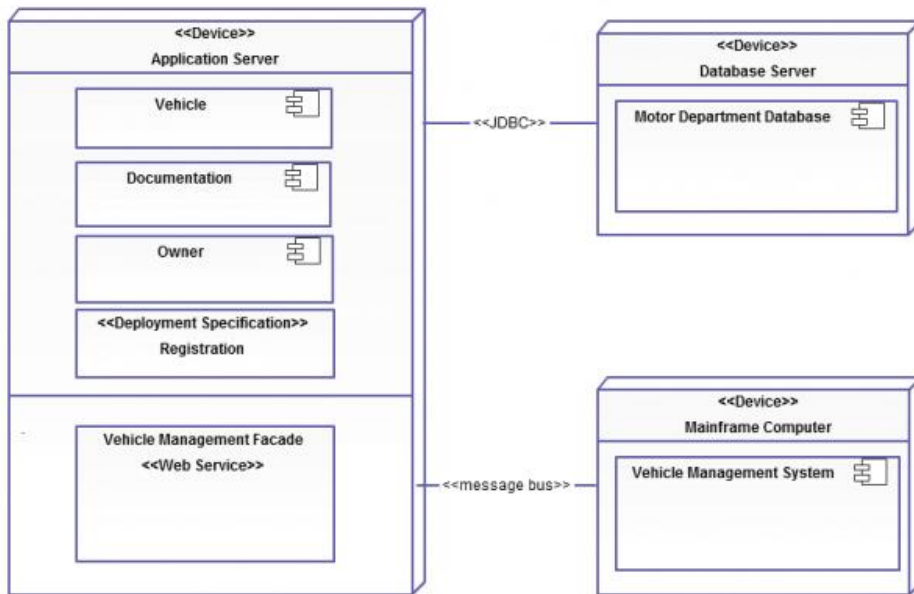 <<Device>>
Application Server
Vehicle
Documentation
Owner
<<Deployment Specification>>
Registration
Vehicle Management Facade
<<Web Service>>
<<JDBC>>
<<message bus>>
<<Device>>
Database Server
Motor Department Database
<<Device>>
Mainframe Computer
Vehicle Management System